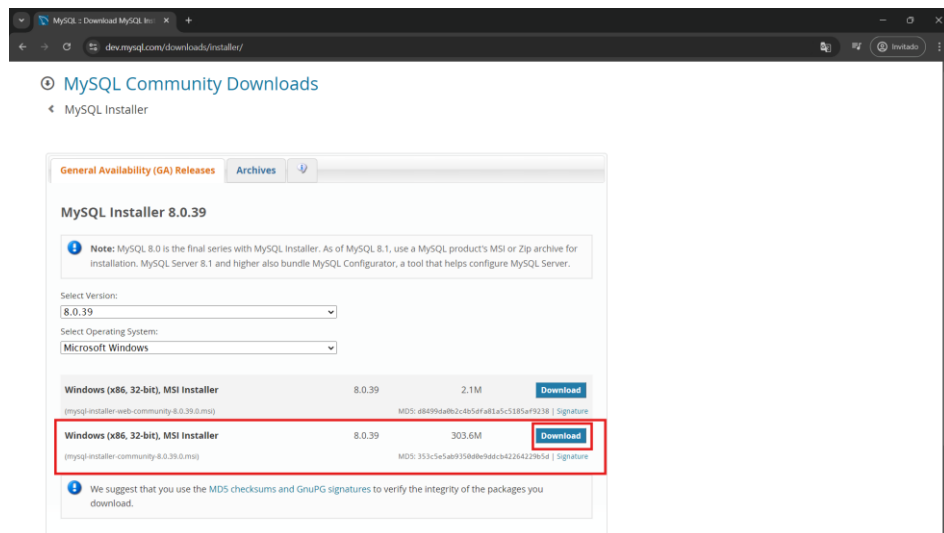 MySQL :: Download MySQL Ins
dev.mysql.com/downloads/installer/
Invitado
MySQL Community Downloads
MySQL Installer
General Availability (GA) Releases
Archives
MySQL Installer 8.0.39
Note: MySQL 8.0 is the final series with MySQL Installer. As of MySQL 8.1, use a MySQL product's MSI or Zip archive for
installation. MySQL Server 8.1 and higher also bundle MySQL Configurator, a tool that helps configure MySQL Server.
Select Version:
8.0.39
Select Operating System:
Microsoft Windows
Windows (x86, 32-bit), MSI Installer 8.0.39 2.1M Download
(mysql-installer-web-community-8.0.39.0.msi) MD5: | Signature
Windows (x86, 32-bit), MSI Installer 8.0.39 303.6M Download
(mysql-installer-community-8.0.39.0.msi) MD5: | Signature
We suggest that you use the MD5 checksums and GnuPG signatures to verify the integrity of the packages you
download.